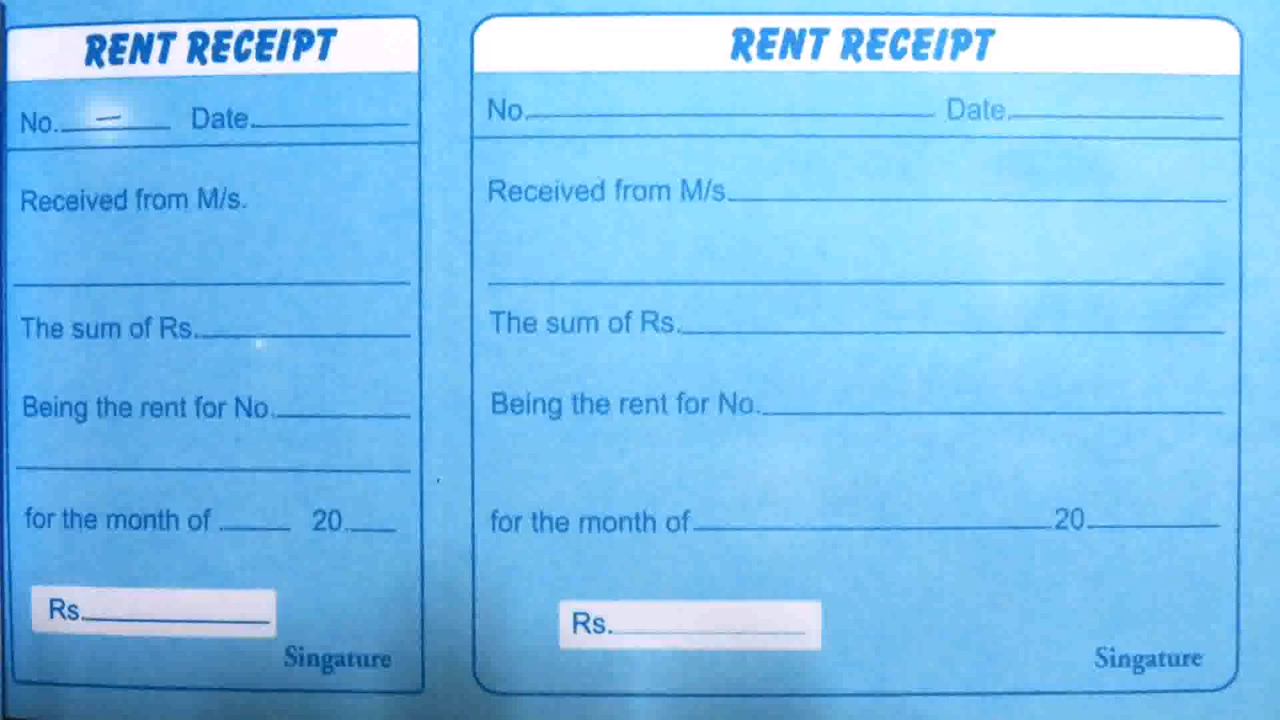 RENT RECEIPT
No. — Date.
Received from M/s.
The sum of Rs.
Being the rent for No.
for the month of 20
Rs.
Singature
RENT RECEIPT
No. Date.
Received from M/s.
The sum of Rs.
Being the rent for No.
for the month of 20
Rs.
Singature